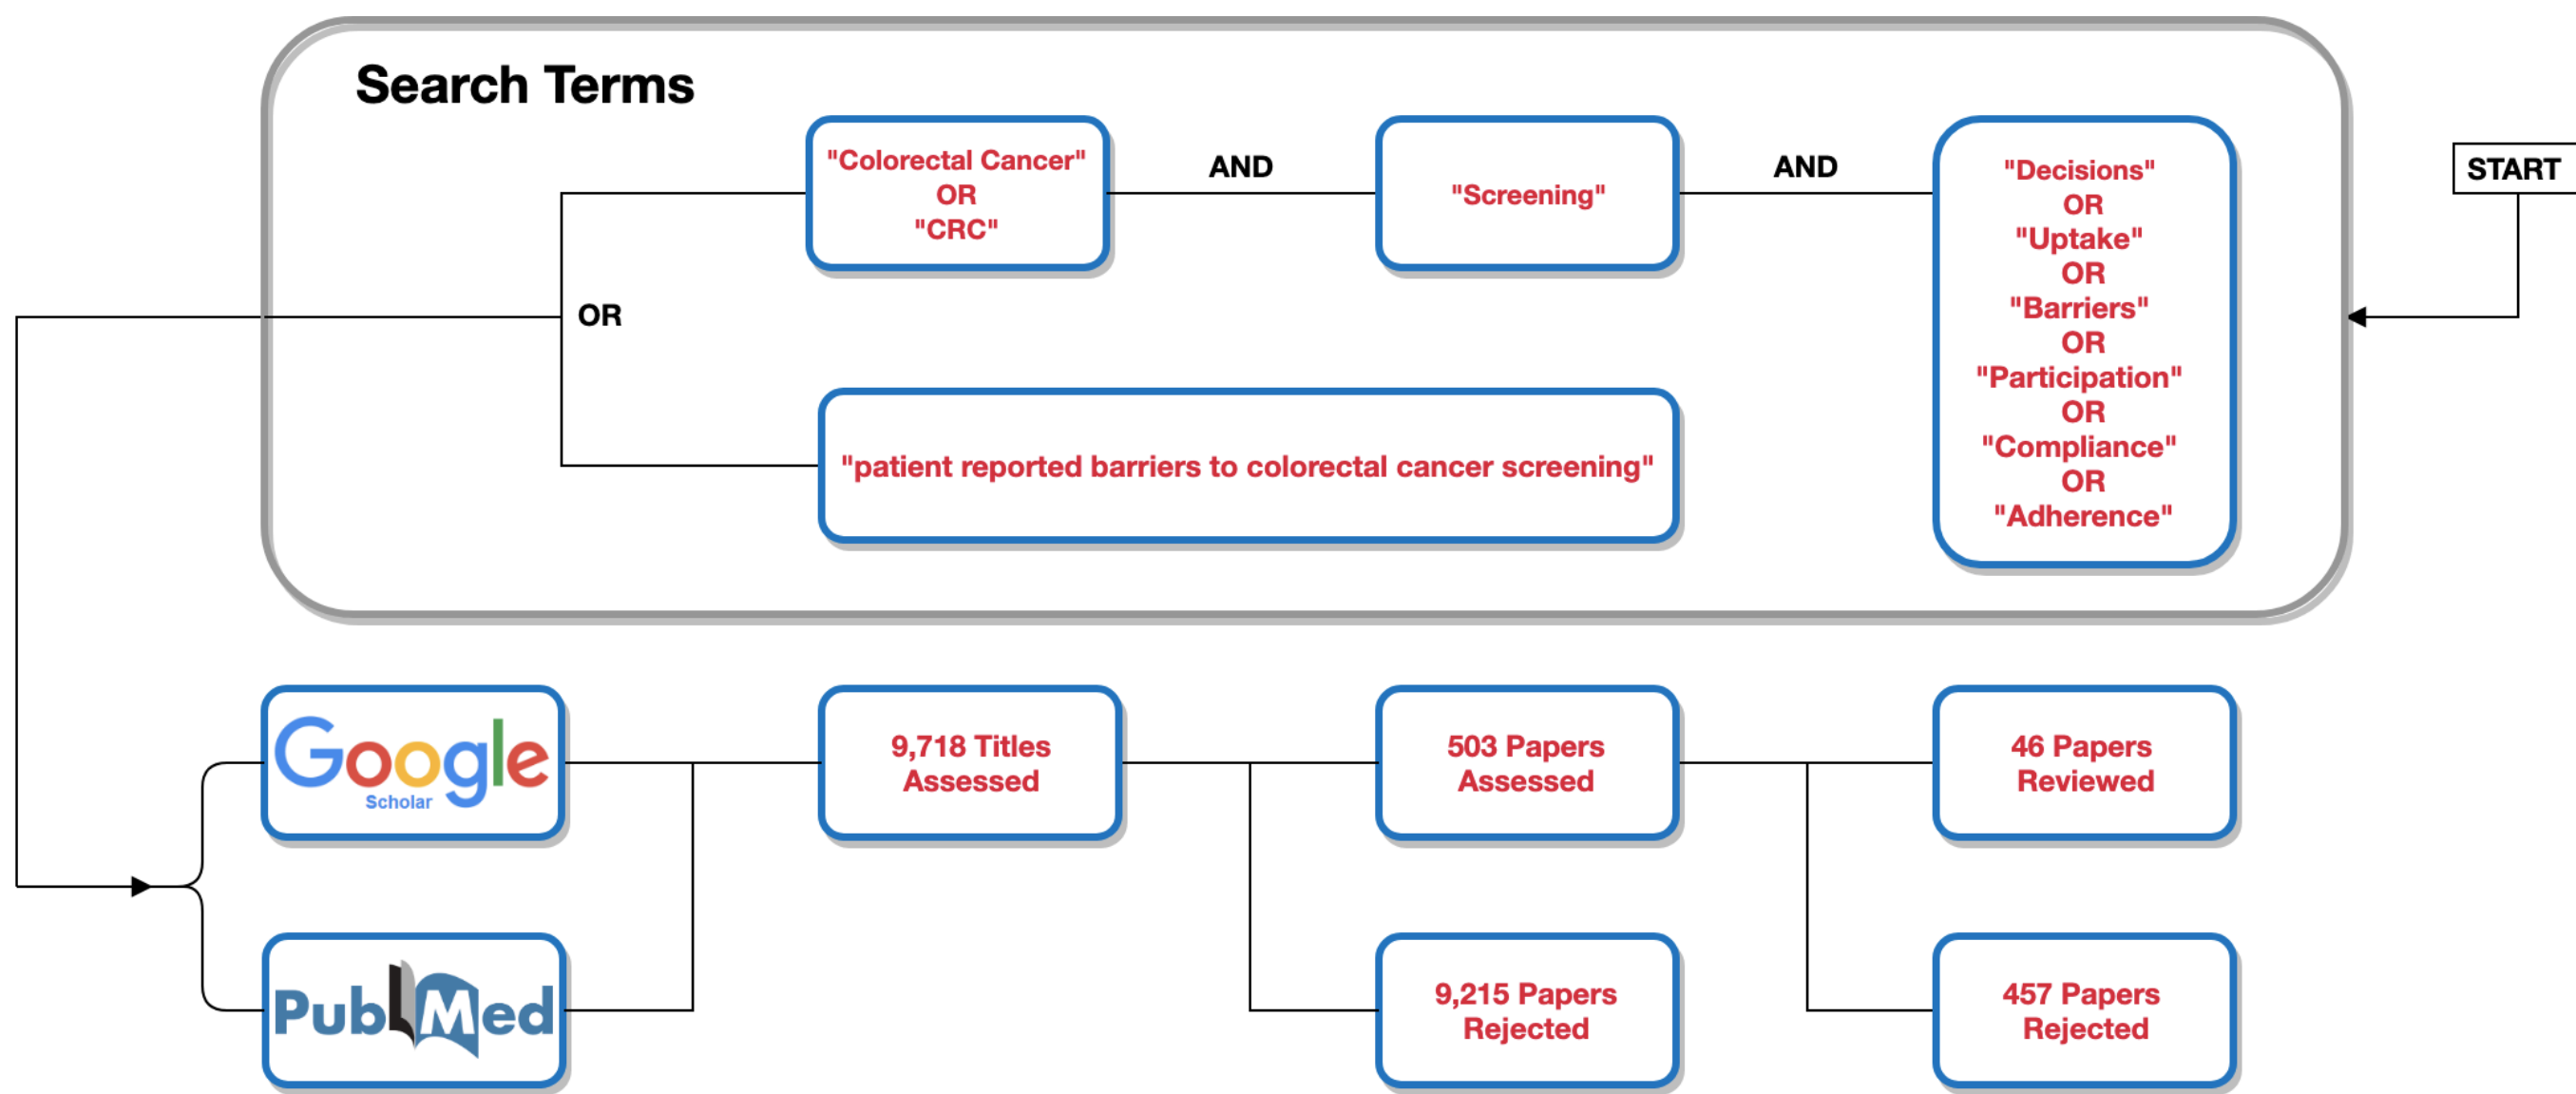 Search Terms
"Colorectal Cancer"
OR
"CRC"
AND
"Screening"
AND
"Decisions"
OR
"Uptake"
OR
"Barriers"
OR
"Participation"
OR
"Compliance"
OR
"Adherence"
START
OR
"patient reported barriers to colorectal cancer screening"
Google
Scholar
9,718 Titles
Assessed
503 Papers
Assessed
46 Papers
Reviewed
PubMed
9,215 Papers
Rejected
457 Papers
Rejected